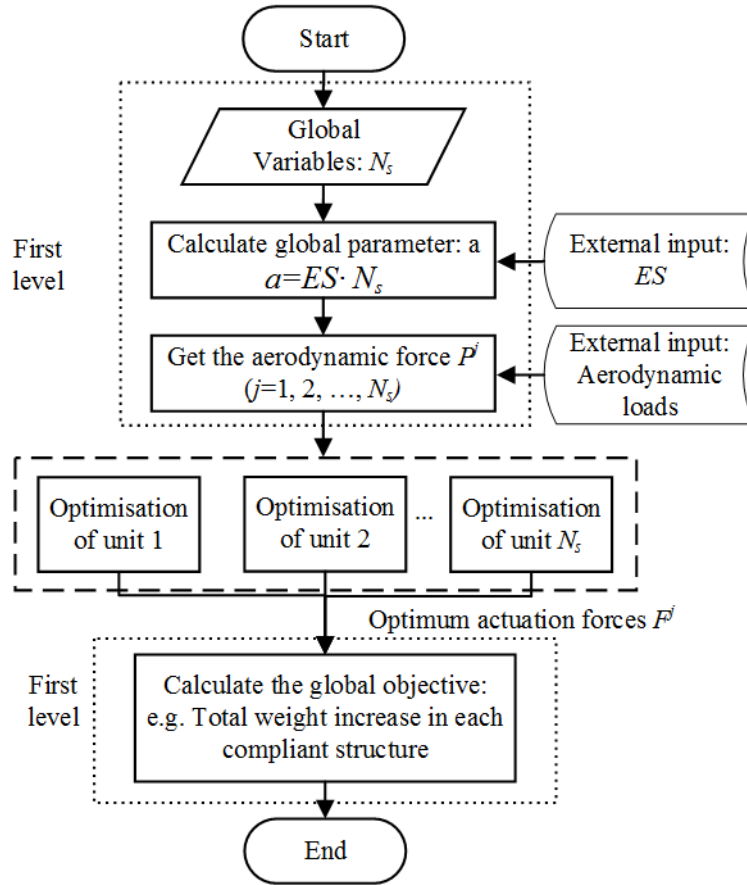 Start
Global
Variables: Nₛ
First
level
Calculate global parameter: a
a=ES· Nₛ
External input:
ES
Get the aerodynamic force Pʲ
(j=1, 2, …, Nₛ)
External input:
Aerodynamic
loads
Optimisation
of unit 1
Optimisation
of unit 2
...
Optimisation
of unit Nₛ
Optimum actuation forces Fʲ
First
level
Calculate the global objective:
e.g. Total weight increase in each
compliant structure
End